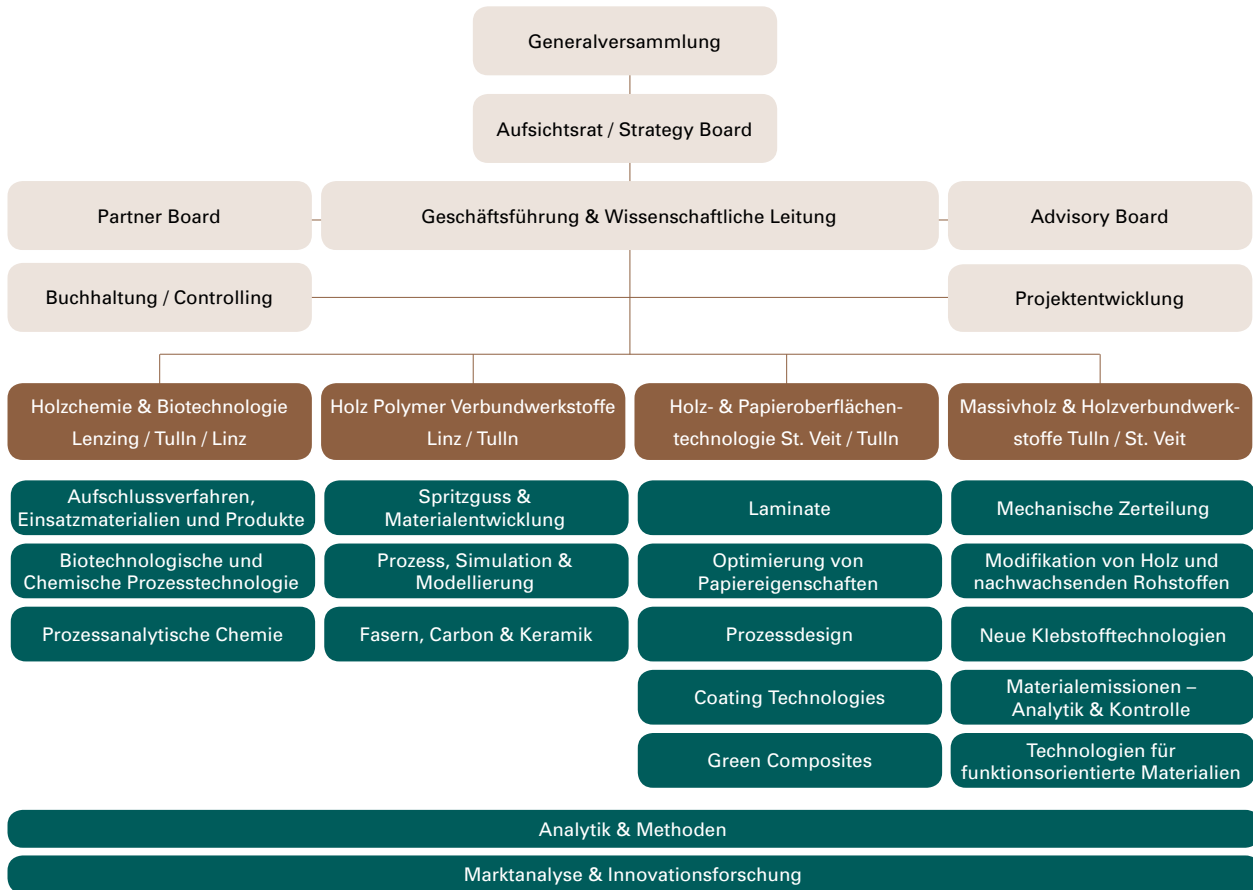 Generalversammlung
Aufsichtsrat / Strategy Board
Partner Board
Geschäftsführung & Wissenschaftliche Leitung
Advisory Board
Buchhaltung / Controlling
Projektentwicklung
Holzchemie & Biotechnologie
Lenzing / Tulln / Linz
Holz Polymer Verbundwerkstoffe
Linz / Tulln
Holz- & Papieroberflächen-
technologie St. Veit / Tulln
Massivholz & Holzverbundwerk-
stoffe Tulln / St. Veit
Aufschlussverfahren,
Einsatzmaterialien und Produkte
Biotechnologische und
Chemische Prozesstechnologie
Prozessanalytische Chemie
Spritzguss &
Materialentwicklung
Prozess, Simulation &
Modellierung
Fasern, Carbon & Keramik
Laminate
Optimierung von
Papiereigenschaften
Prozessdesign
Coating Technologies
Green Composites
Mechanische Zerteilung
Modifikation von Holz und
nachwachsenden Rohstoffen
Neue Klebstofftechnologien
Materialemissionen –
Analytik & Kontrolle
Technologien für
funktionsorientierte Materialien
Analytik & Methoden
Marktanalyse & Innovationsforschung